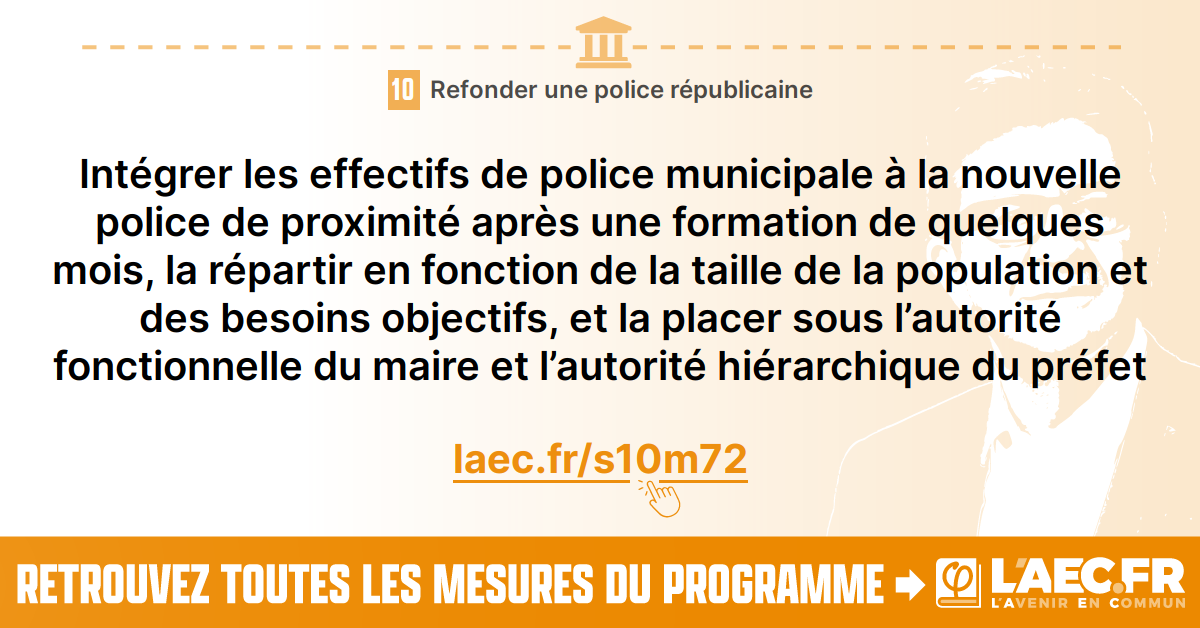 10 Refonder une police républicaine
Intégrer les effectifs de police municipale à la nouvelle
police de proximité après une formation de quelques
mois, la répartir en fonction de la taille de la population et
des besoins objectifs, et la placer sous l’autorité
fonctionnelle du maire et l’autorité hiérarchique du préfet
laec.fr/s10m72
RETROUVEZ TOUTES LES MESURES DU PROGRAMME
L'AEC.FR
L'AVENIR EN COMMUN